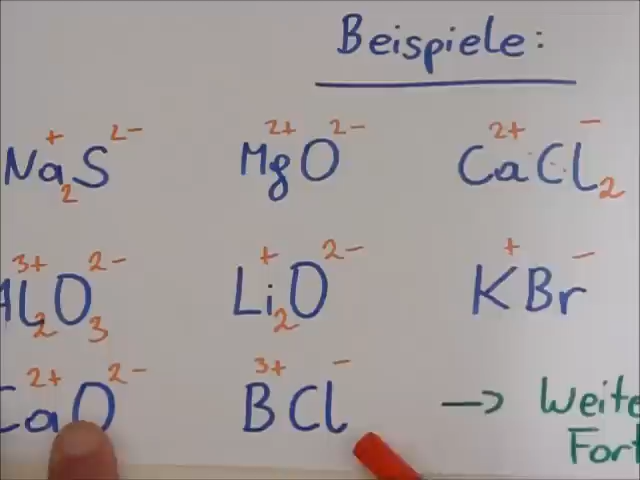 Beispiele:
Na⁺₂S²⁻ Mg²⁺O²⁻ Ca²⁺Cl⁻₂
Al³⁺₂O²⁻₃ Li⁺₂O²⁻ K⁺Br⁻
Ca²⁺O²⁻ B³⁺Cl⁻ → Weite
Fort